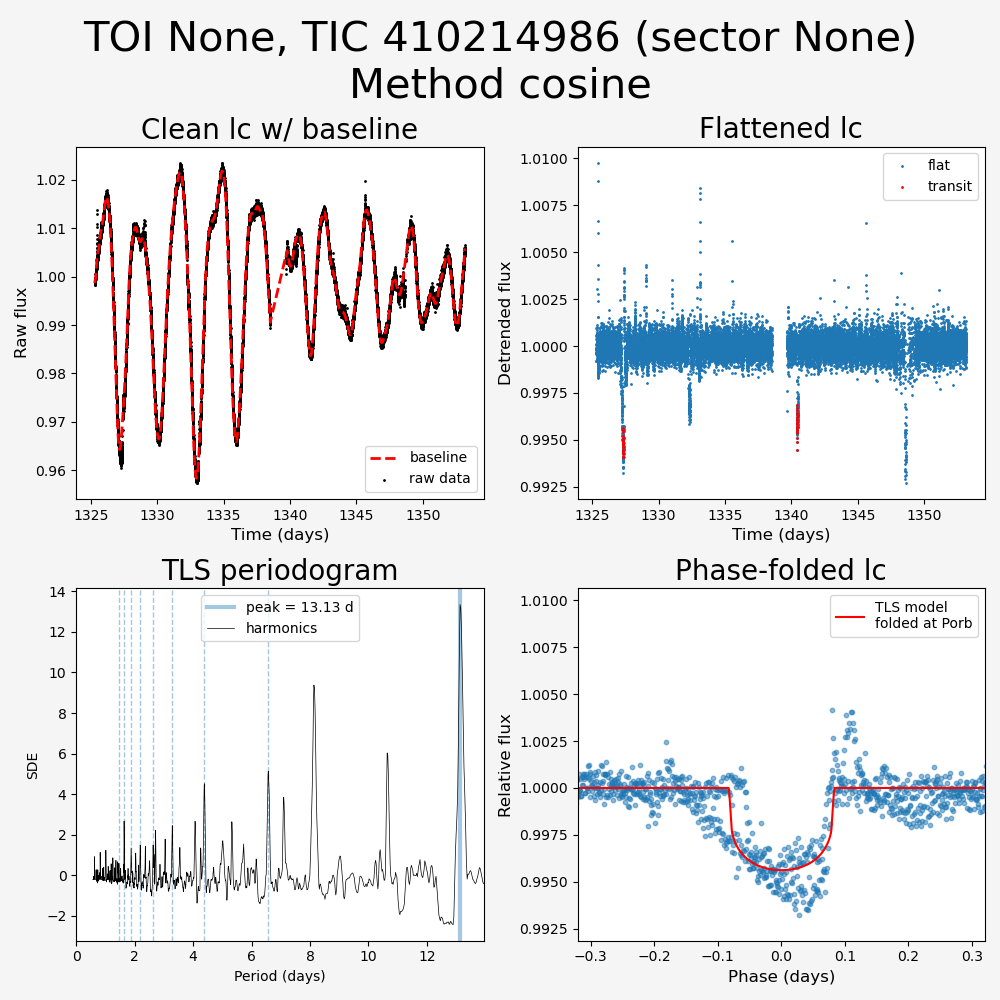 TOI None, TIC 410214986 (sector None)
Method cosine
Clean lc w/ baseline
Raw flux
1.02
1.01
1.00
0.99
0.98
0.97
0.96
baseline
raw data
1325
1330
1335
1340
1345
1350
Time (days)
Flattened lc
Detrended flux
1.0100
1.0075
1.0050
1.0025
1.0000
0.9975
0.9950
0.9925
flat
transit
1325
1330
1335
1340
1345
1350
Time (days)
TLS periodogram
SDE
14
12
10
8
6
4
2
0
−2
peak = 13.13 d
harmonics
0
2
4
6
8
10
12
Period (days)
Phase-folded lc
Relative flux
1.0100
1.0075
1.0050
1.0025
1.0000
0.9975
0.9950
0.9925
TLS model
folded at Porb
−0.3
−0.2
−0.1
0.0
0.1
0.2
0.3
Phase (days)